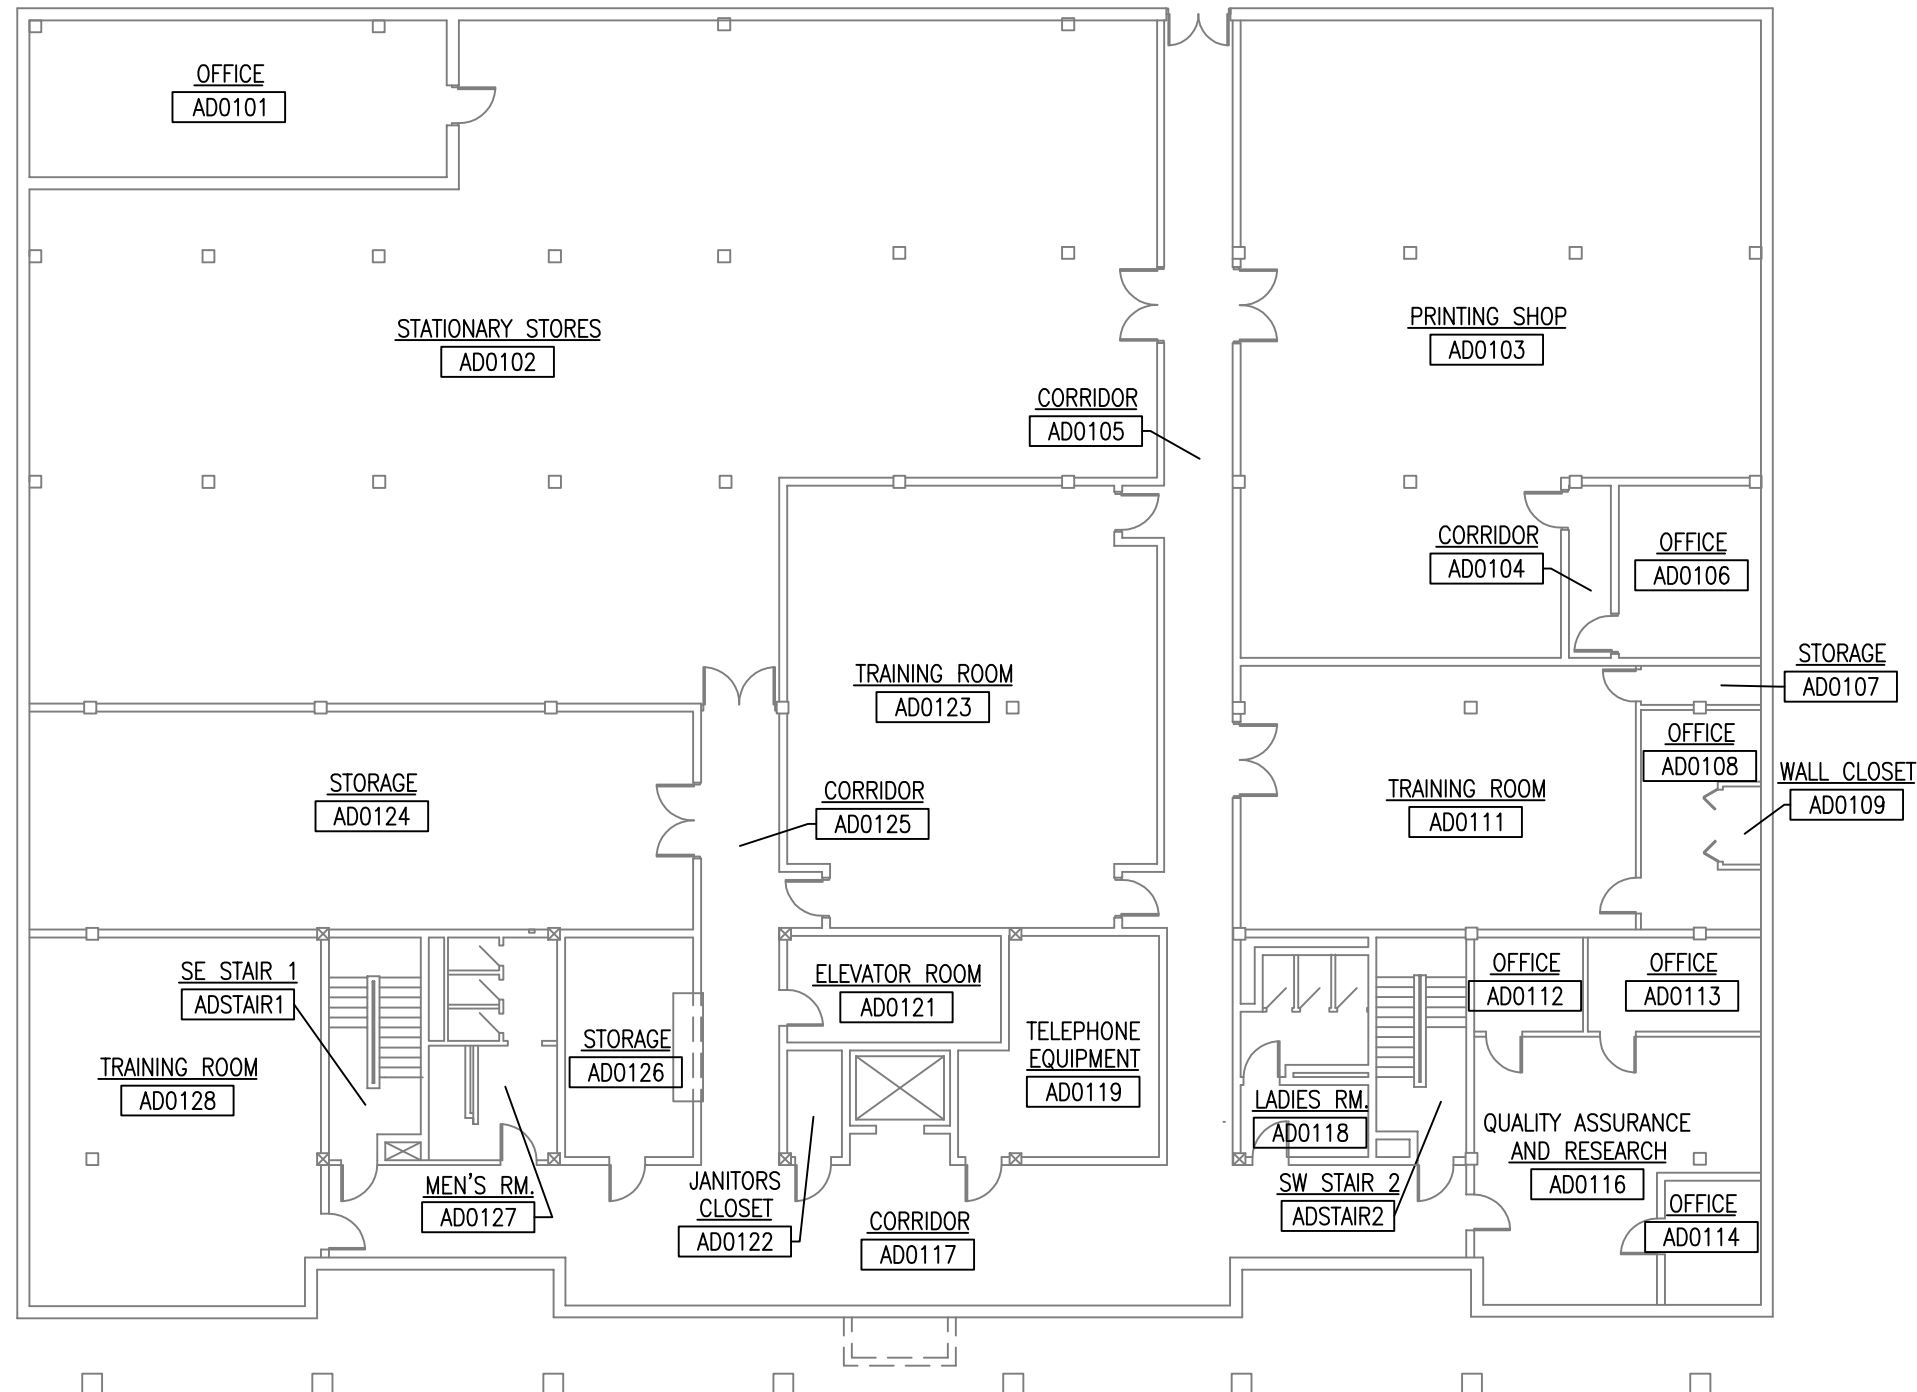 OFFICE
AD0101
STATIONARY STORES
AD0102
PRINTING SHOP
AD0103
CORRIDOR
AD0105
CORRIDOR
AD0104
OFFICE
AD0106
STORAGE
AD0107
TRAINING ROOM
AD0123
OFFICE
AD0108
WALL CLOSET
AD0109
STORAGE
AD0124
CORRIDOR
AD0125
TRAINING ROOM
AD0111
SE STAIR 1
ADSTAIR1
ELEVATOR ROOM
AD0121
OFFICE
AD0112
OFFICE
AD0113
TRAINING ROOM
AD0128
STORAGE
AD0126
TELEPHONE
EQUIPMENT
AD0119
LADIES RM.
AD0118
QUALITY ASSURANCE
AND RESEARCH
AD0116
MEN'S RM.
AD0127
JANITORS
CLOSET
AD0122
CORRIDOR
AD0117
SW STAIR 2
ADSTAIR2
OFFICE
AD0114